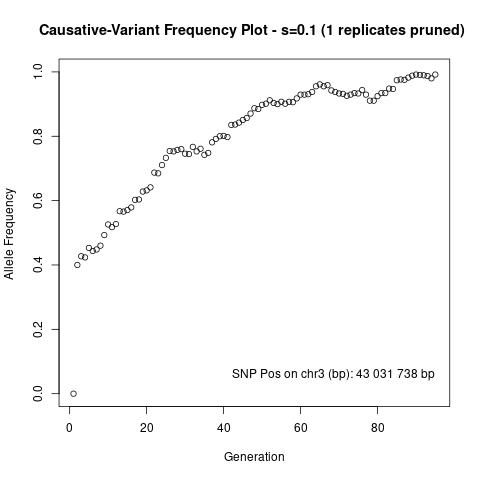 Causative-Variant Frequency Plot - s=0.1 (1 replicates pruned)
1.0
0.8
0.6
0.4
0.2
0.0
Allele Frequency
SNP Pos on chr3 (bp): 43 031 738 bp
0 20 40 60 80
Generation